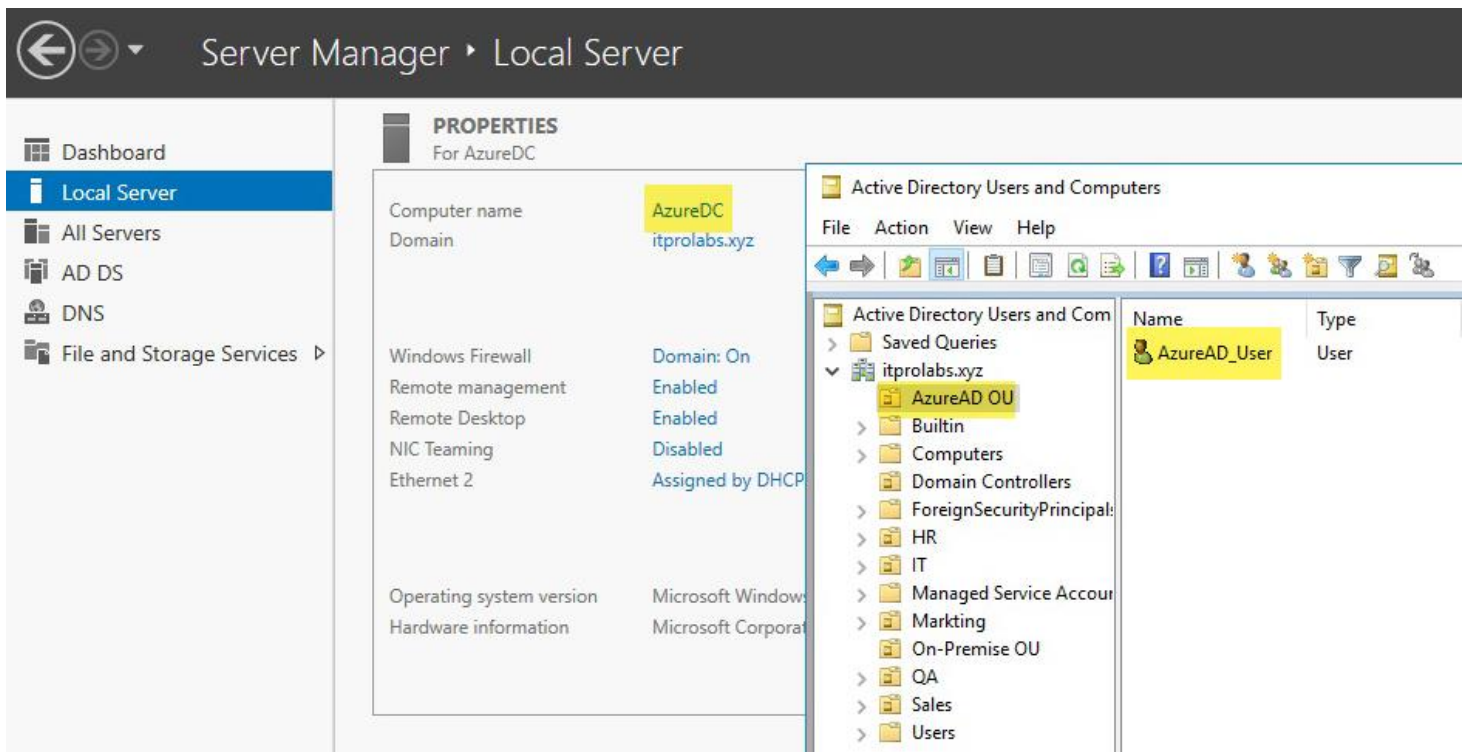 Server Manager ‣ Local Server
Dashboard
Local Server
All Servers
AD DS
DNS
File and Storage Services
PROPERTIES
For AzureDC
Computer name AzureDC
Domain itprolabs.xyz
Windows Firewall Domain: On
Remote management Enabled
Remote Desktop Enabled
NIC Teaming Disabled
Ethernet 2 Assigned by DHCP
Operating system version Microsoft Windows
Hardware information Microsoft Corporat
Active Directory Users and Computers
File Action View Help
Active Directory Users and Com
Saved Queries
itprolabs.xyz
AzureAD OU
Builtin
Computers
Domain Controllers
ForeignSecurityPrincipals
HR
IT
Managed Service Accour
Markting
On-Premise OU
QA
Sales
Users
Name Type
AzureAD_User User